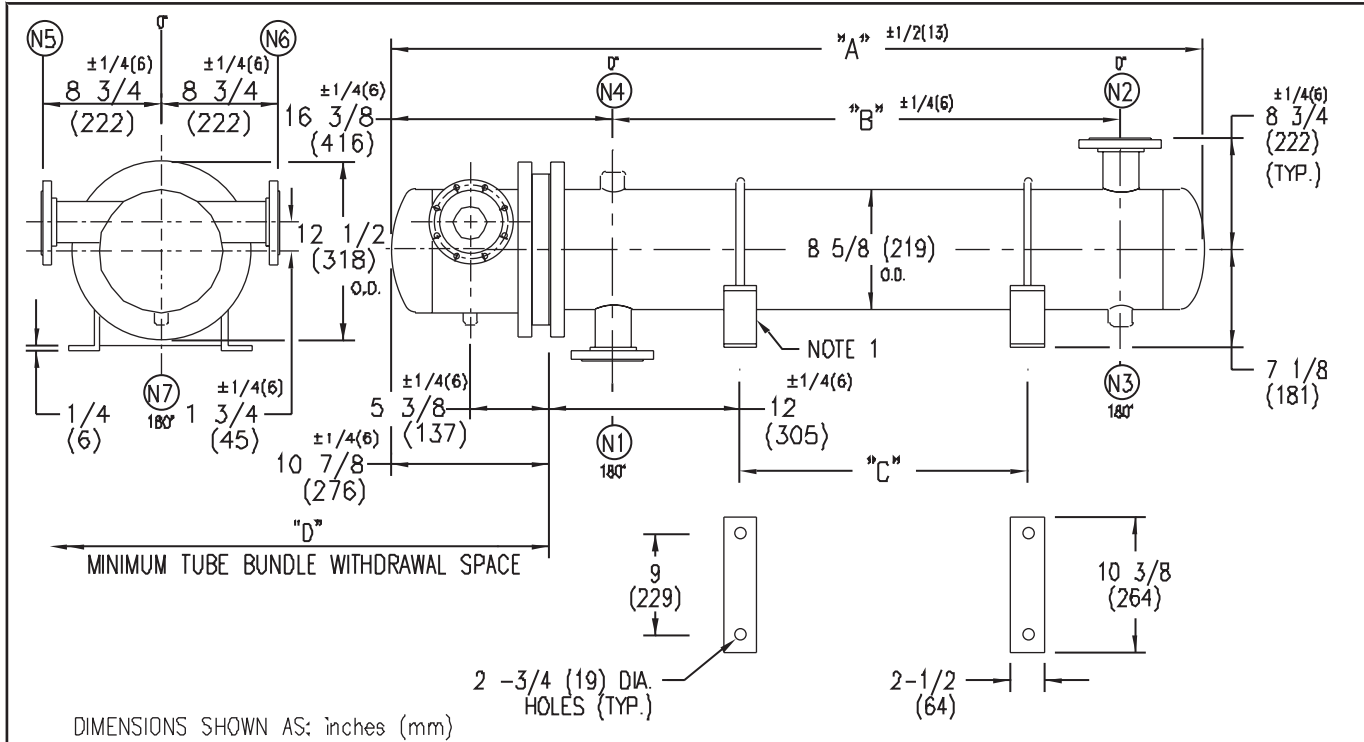 N5
0°
N6
±1/4(6)
8 3/4
(222)
±1/4(6)
8 3/4
(222)
±1/4(6)
16 3/8
(416)
"A" ±1/2(13)
0°
N4
"B" ±1/4(6)
0°
N2
±1/4(6)
8 3/4
(222)
(TYP.)
12 1/2
(318)
O.D.
8 5/8 (219)
O.D.
NOTE 1
1/4
(6)
N7
180°
±1/4(6)
1 3/4
(45)
±1/4(6)
5 3/8
(137)
±1/4(6)
10 7/8
(276)
N1
180°
±1/4(6)
12
(305)
N3
180°
7 1/8
(181)
"C"
"D"
MINIMUM TUBE BUNDLE WITHDRAWAL SPACE
9
(229)
10 3/8
(264)
2 -3/4 (19) DIA.
HOLES (TYP.)
2-1/2
(64)
DIMENSIONS SHOWN AS: inches (mm)